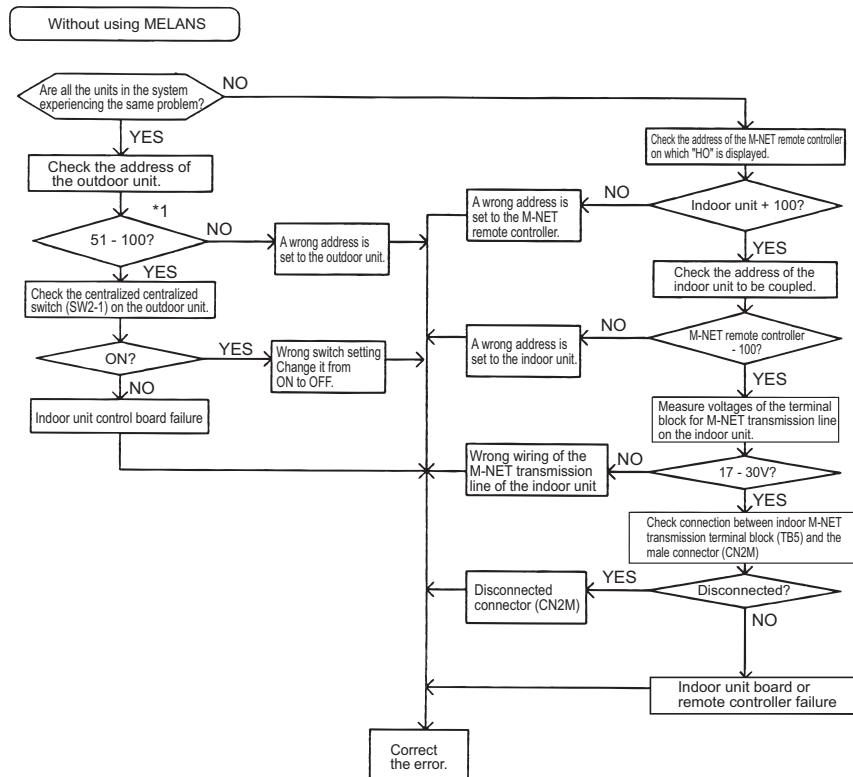 Without using MELANS
Are all the units in the system
experiencing the same problem?
NO
YES
Check the address of
the outdoor unit.
*1
51 - 100?
NO
A wrong address is
set to the outdoor unit.
YES
Check the centralized centralized
switch (SW2-1) on the outdoor unit.
ON?
YES
Wrong switch setting
Change it from
ON to OFF.
NO
Indoor unit control board failure
Check the address of the M-NET remote controller
on which "HO" is displayed.
Indoor unit + 100?
NO
A wrong address is
set to the M-NET
remote controller.
YES
Check the address of the
indoor unit to be coupled.
M-NET remote controller
- 100?
NO
A wrong address is
set to the indoor unit.
YES
Measure voltages of the terminal
block for M-NET transmission line
on the indoor unit.
17 - 30V?
NO
Wrong wiring of the
M-NET transmission
line of the indoor unit
YES
Check connection between indoor M-NET
transmission terminal block (TB5) and the
male connector (CN2M)
Disconnected?
YES
Disconnected
connector (CN2M)
NO
Indoor unit board or
remote controller failure
Correct
the error.